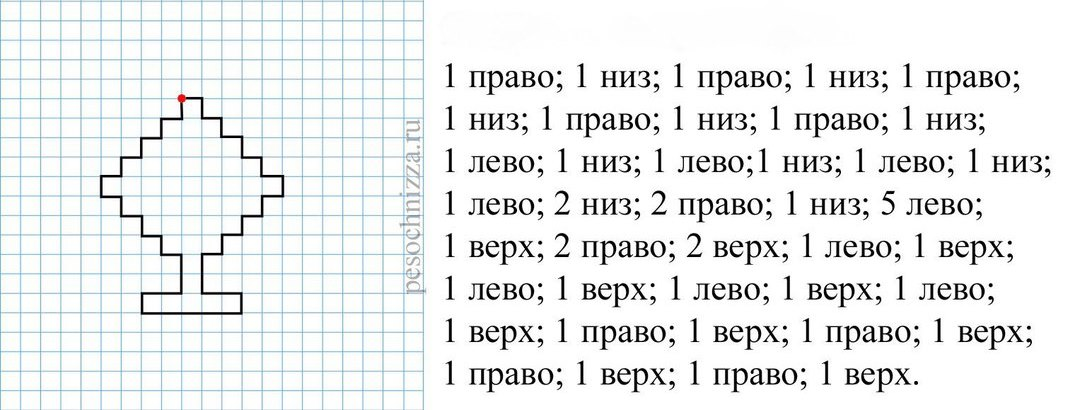 1 право; 1 низ; 1 право; 1 низ; 1 право;
1 низ; 1 право; 1 низ; 1 право; 1 низ;
1 лево; 1 низ; 1 лево;1 низ; 1 лево; 1 низ;
1 лево; 2 низ; 2 право; 1 низ; 5 лево;
1 верх; 2 право; 2 верх; 1 лево; 1 верх;
1 лево; 1 верх; 1 лево; 1 верх; 1 лево;
1 верх; 1 право; 1 верх; 1 право; 1 верх;
1 право; 1 верх; 1 право; 1 верх.
pesochnizza.ru